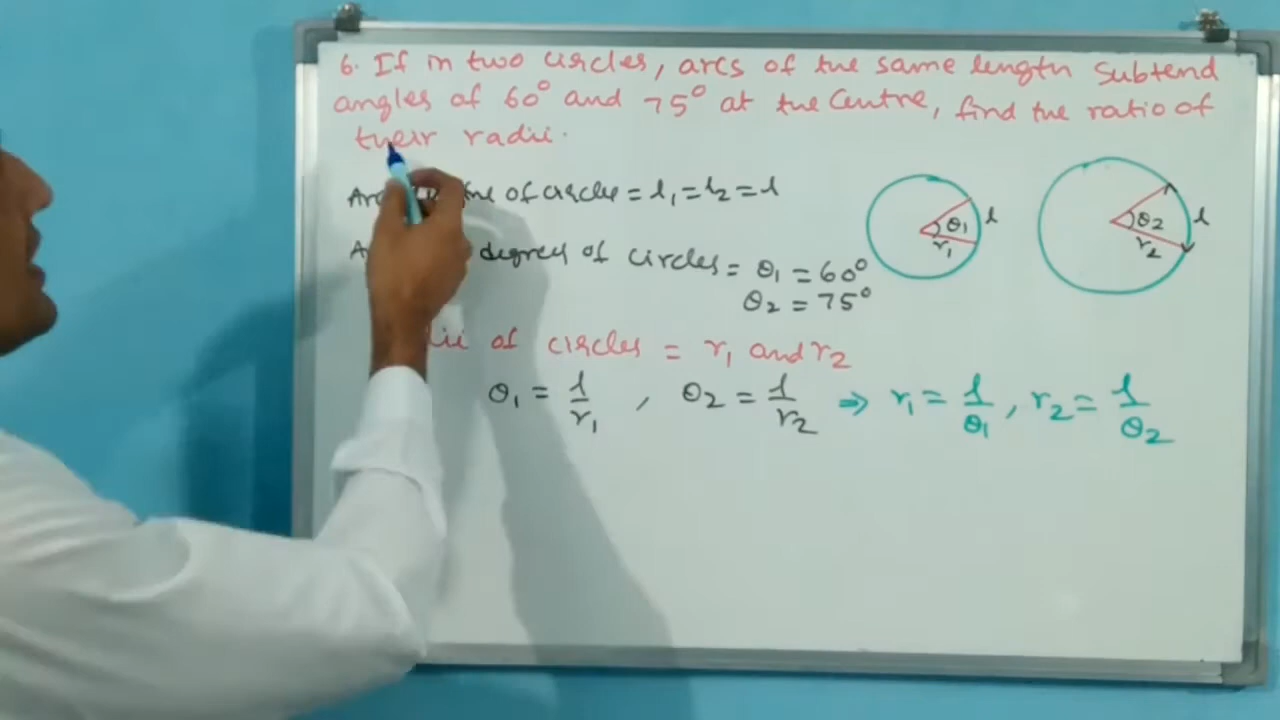 6. If in two circles, arcs of the same length Subtend
angles of 60° and 75° at the Centre, find the ratio of
their radii.
of circle = l₁ = l₂ = l
degrees of circles = θ₁ = 60°
θ₂ = 75°
of circles = r₁ and r₂
θ₁ = l/r₁ , θ₂ = l/r₂ ⇒ r₁ = l/θ₁ , r₂ = l/θ₂
θ₁ l
r₁
θ₂ l
r₂